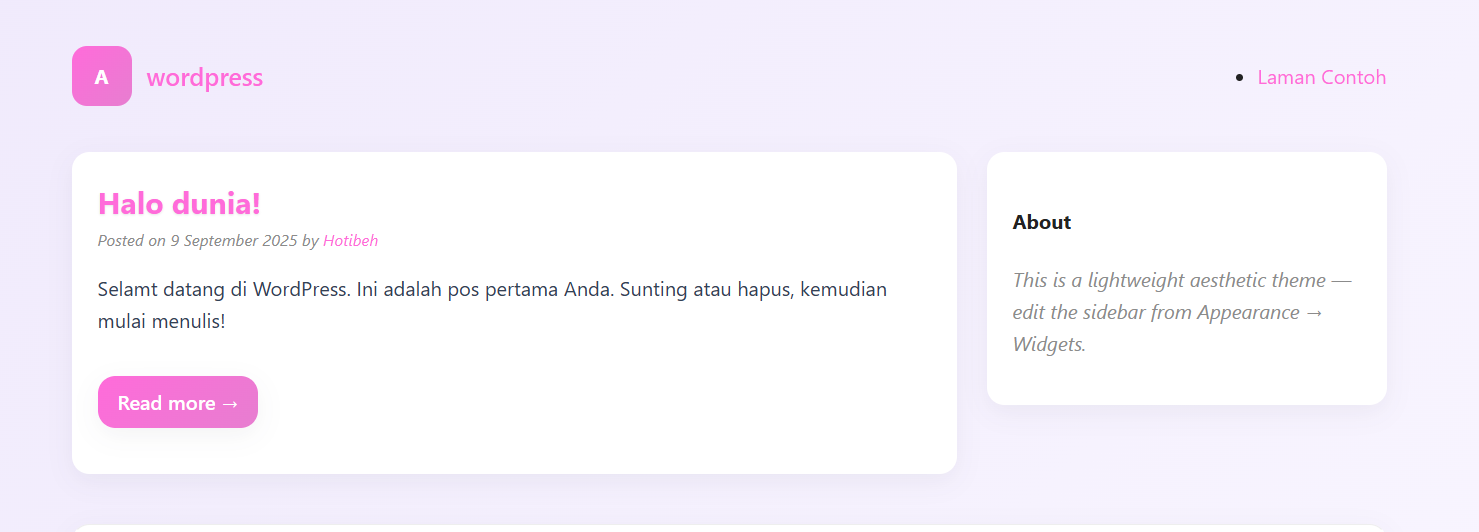 A
wordpress
• Laman Contoh
Halo dunia!
Posted on 9 September 2025 by Hotibeh
Selamt datang di WordPress. Ini adalah pos pertama Anda. Sunting atau hapus, kemudian
mulai menulis!
Read more →
About
This is a lightweight aesthetic theme —
edit the sidebar from Appearance →
Widgets.